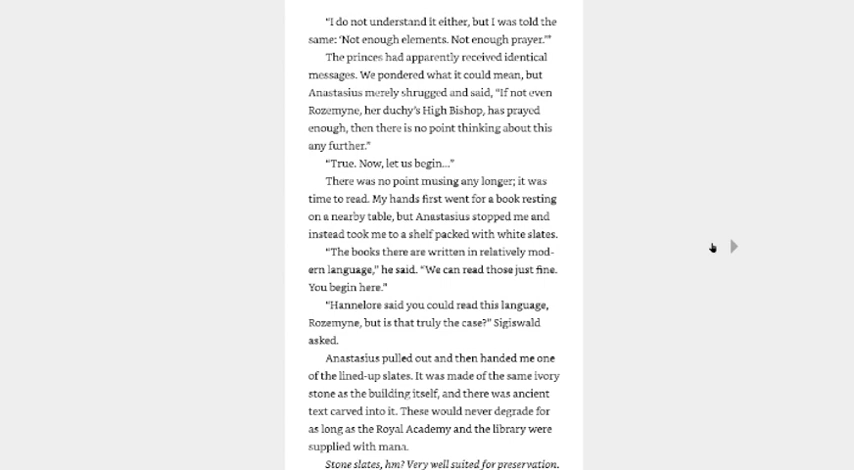 “I do not understand it either, but I was told the
same: ‘Not enough elements. Not enough prayer.’”
The princes had apparently received identical
messages. We pondered what it could mean, but
Anastasius merely shrugged and said, “If not even
Rozemyne, her duchy’s High Bishop, has prayed
enough, then there is no point thinking about this
any further.”
“True. Now, let us begin...”
There was no point musing any longer; it was
time to read. My hands first went for a book resting
on a nearby table, but Anastasius stopped me and
instead took me to a shelf packed with white slates.
“The books there are written in relatively mod-
ern language,” he said. “We can read those just fine.
You begin here.”
“Hannelore said you could read this language,
Rozemyne, but is that truly the case?” Sigiswald
asked.
Anastasius pulled out and then handed me one
of the lined-up slates. It was made of the same ivory
stone as the building itself, and there was ancient
text carved into it. These would never degrade for
as long as the Royal Academy and the library were
supplied with mana.
Stone slates, hm? Very well suited for preservation.